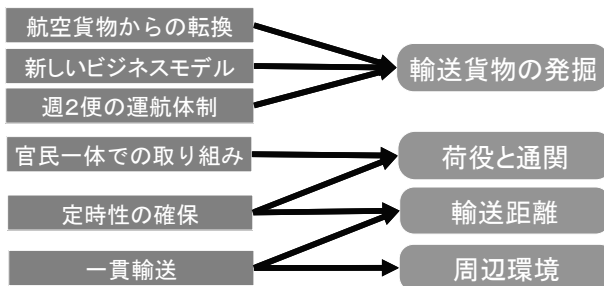 航空貨物からの転換
新しいビジネスモデル
輸送貨物の発掘
週2便の運航体制
官民一体での取り組み
荷役と通関
定時性の確保
輸送距離
一貫輸送
周辺環境